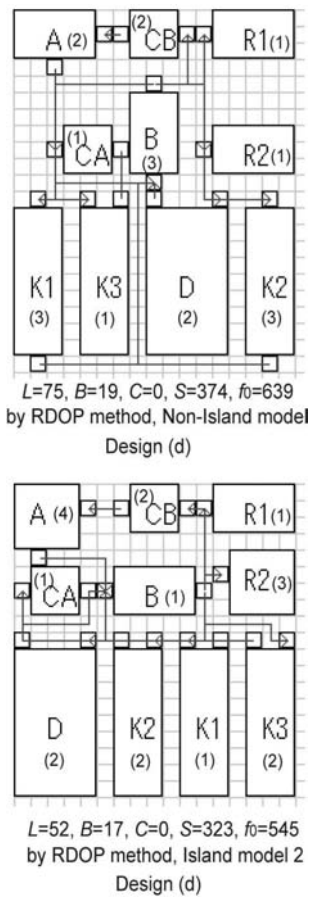 A (2) (2) CB R1(1)
(1) CA B (3) R2(1)
K1 (3) K3 (1) D (2) K2 (3)
L=75, B=19, C=0, S=374, f0=639
by RDOP method, Non-Island model
Design (d)
A (4) (2) CB R1(1)
(1) CA B (1) R2(3)
D (2) K2 (2) K1 (1) K3 (2)
L=52, B=17, C=0, S=323, f0=545
by RDOP method, Island model 2
Design (d)